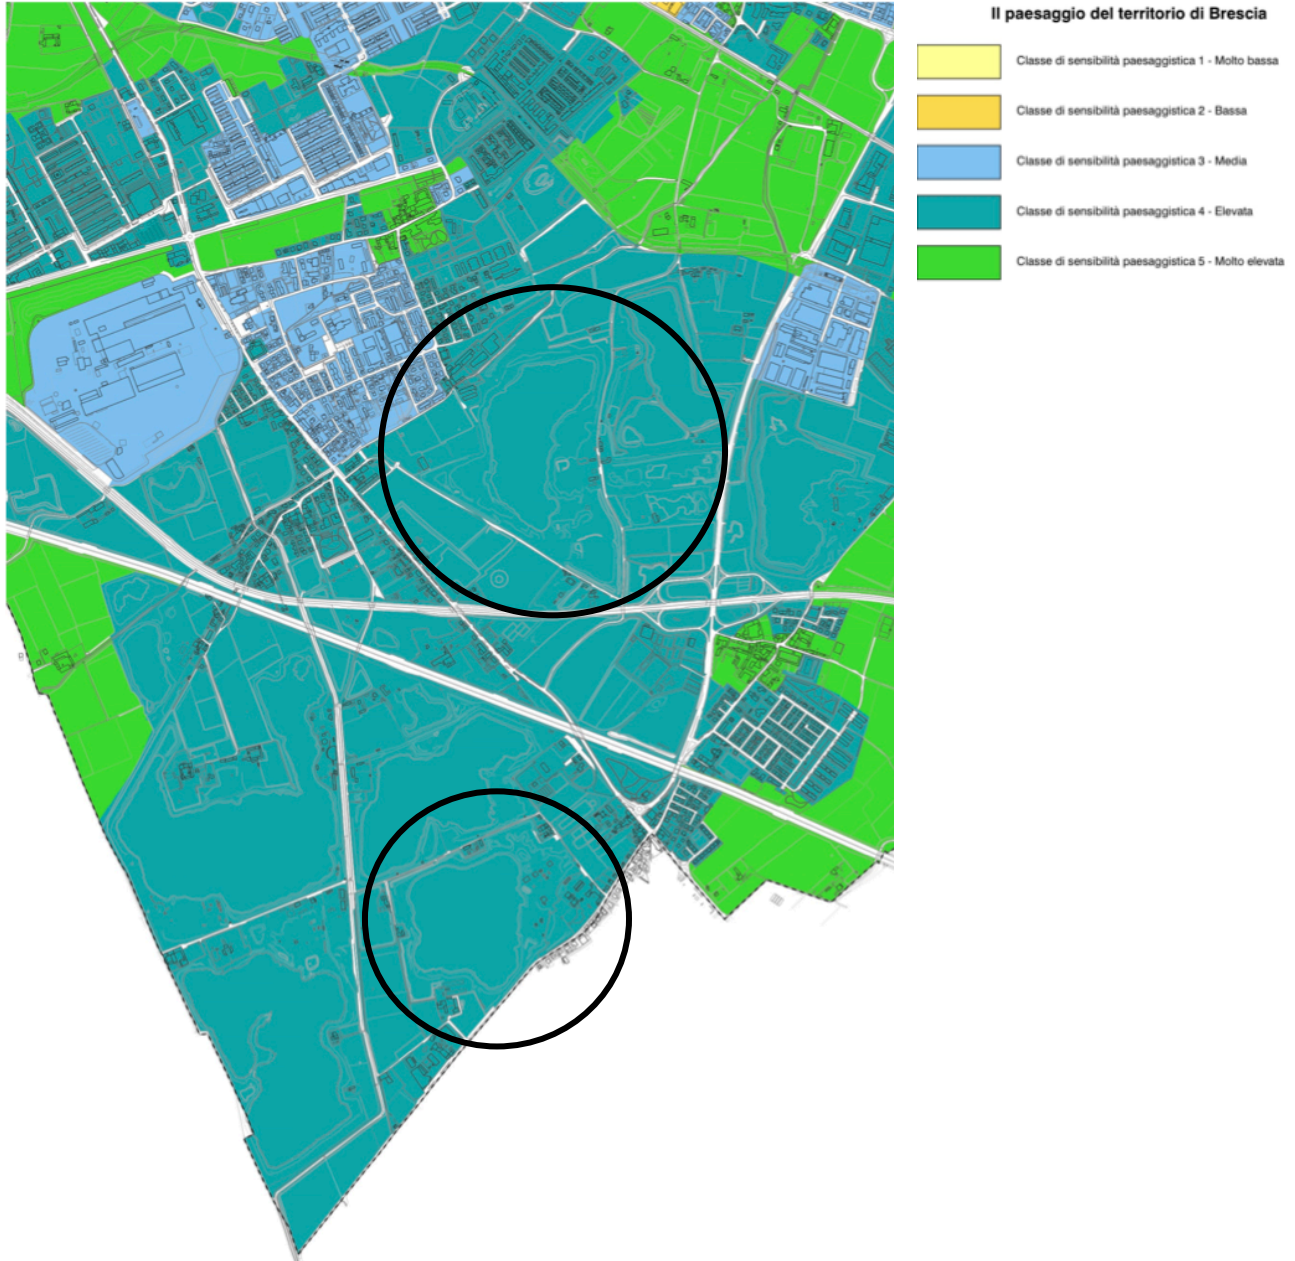 Il paesaggio del territorio di Brescia
Classe di sensibilità paesaggistica 1 - Molto bassa
Classe di sensibilità paesaggistica 2 - Bassa
Classe di sensibilità paesaggistica 3 - Media
Classe di sensibilità paesaggistica 4 - Elevata
Classe di sensibilità paesaggistica 5 - Molto elevata